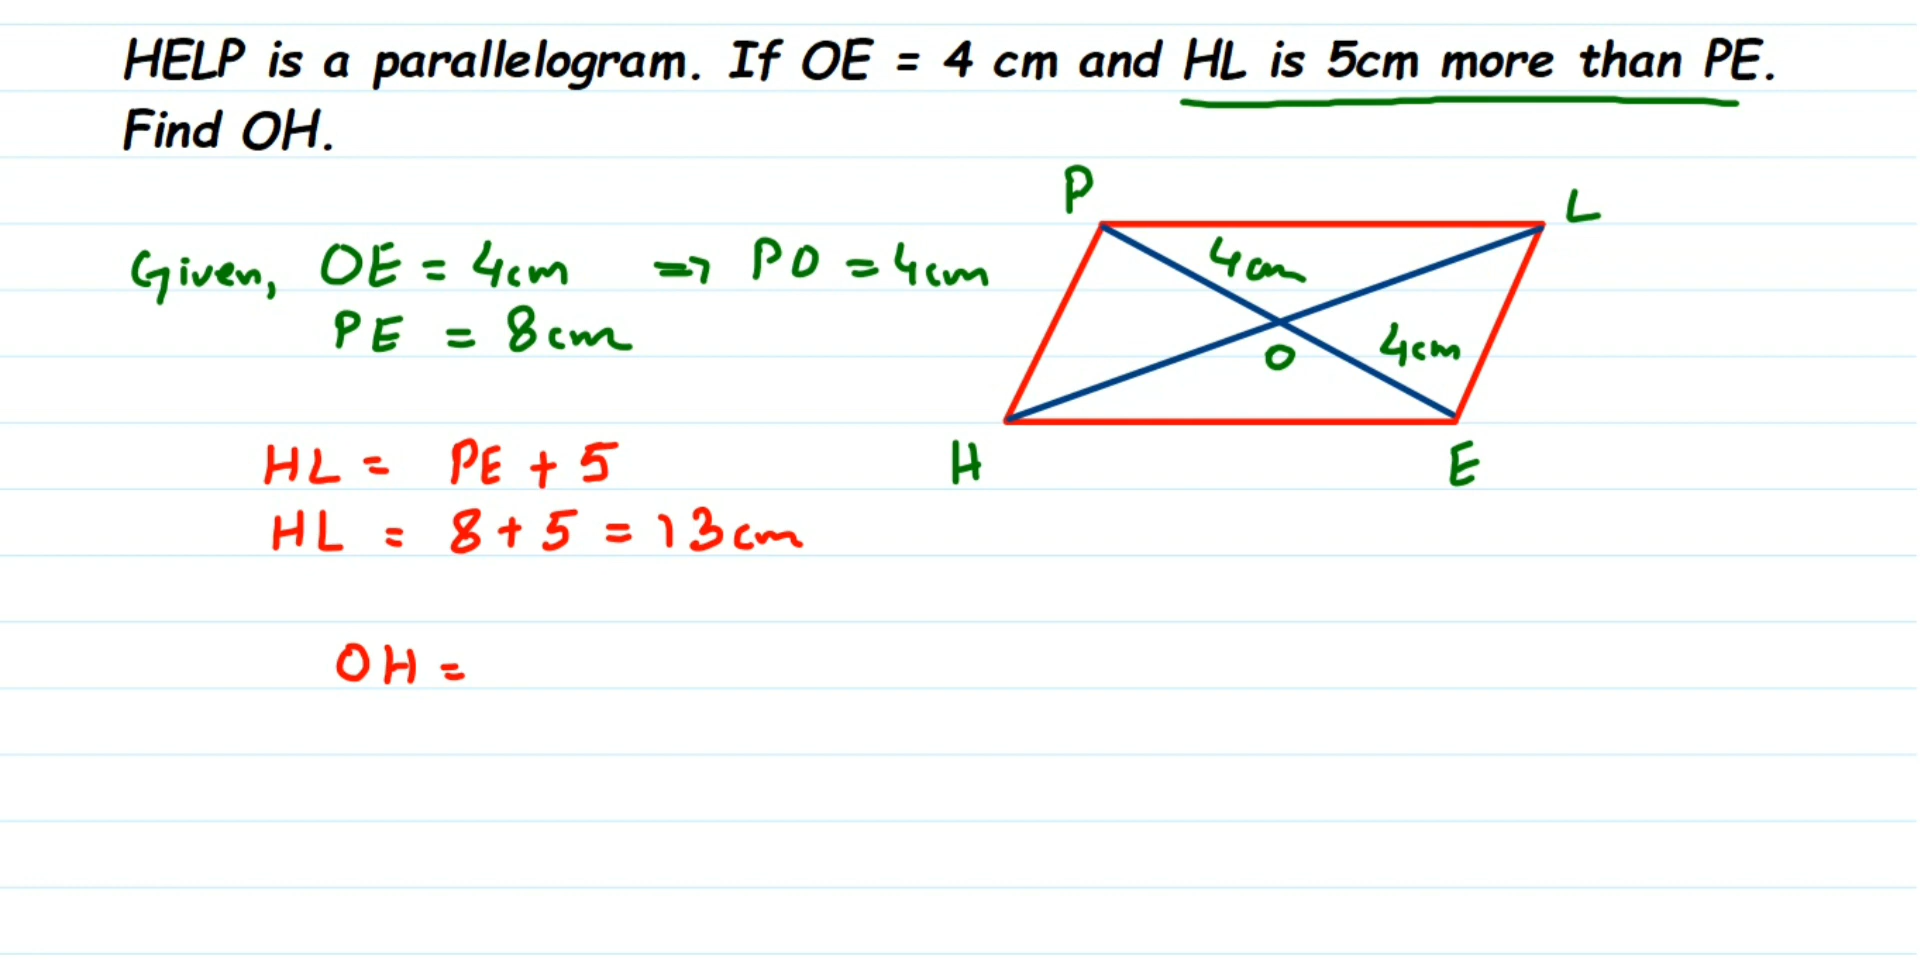 HELP is a parallelogram. If OE = 4 cm and HL is 5cm more than PE.
Find OH.
P
L
Given, OE = 4cm ⇒ PO = 4cm
4cm
PE = 8cm
O
4cm
HL = PE + 5
H
E
HL = 8 + 5 = 13cm
OH =